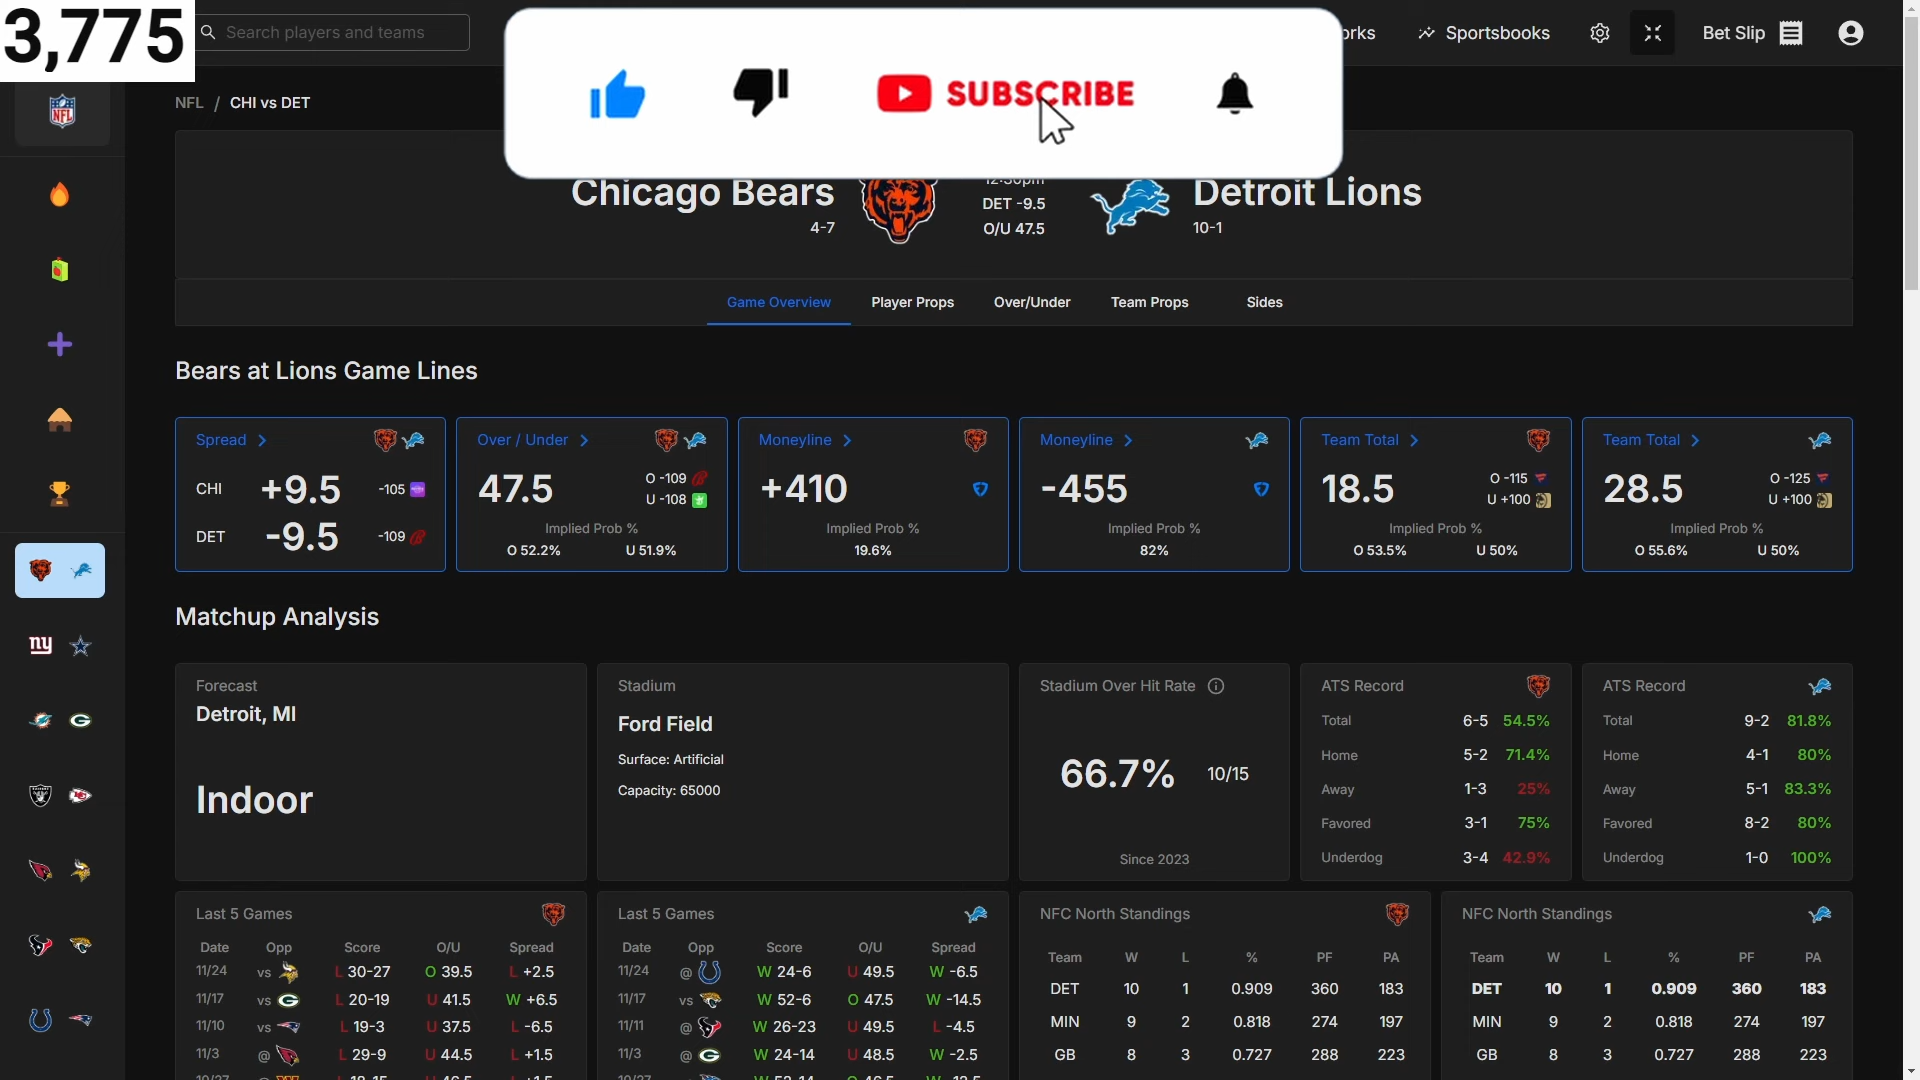 3,775
Search players and teams
orks
Sportsbooks
Bet Slip
SUBSCRIBE
NFL / CHI vs DET
Chicago Bears
4-7
12:30pm
DET -9.5
O/U 47.5
Detroit Lions
10-1
Game Overview
Player Props
Over/Under
Team Props
Sides
Bears at Lions Game Lines
Spread >
CHI +9.5 -105
DET -9.5 -109
Over / Under >
47.5
O -109
U -108
Implied Prob %
O 52.2% U 51.9%
Moneyline >
+410
Implied Prob %
19.6%
Moneyline >
-455
Implied Prob %
82%
Team Total >
18.5
O -115
U +100
Implied Prob %
O 53.5% U 50%
Team Total >
28.5
O -125
U +100
Implied Prob %
O 55.6% U 50%
Matchup Analysis
Forecast
Detroit, MI
Indoor
Stadium
Ford Field
Surface: Artificial
Capacity: 65000
Stadium Over Hit Rate
66.7% 10/15
Since 2023
ATS Record
Total 6-5 54.5%
Home 5-2 71.4%
Away 1-3 25%
Favored 3-1 75%
Underdog 3-4 42.9%
ATS Record
Total 9-2 81.8%
Home 4-1 80%
Away 5-1 83.3%
Favored 8-2 80%
Underdog 1-0 100%
Last 5 Games
Date Opp Score O/U Spread
11/24 vs L 30-27 O 39.5 L +2.5
11/17 vs L 20-19 U 41.5 W +6.5
11/10 vs L 19-3 U 37.5 L -6.5
11/3 @ L 29-9 U 44.5 L +1.5
Last 5 Games
Date Opp Score O/U Spread
11/24 @ W 24-6 U 49.5 W -6.5
11/17 vs W 52-6 O 47.5 W -14.5
11/11 @ W 26-23 U 49.5 L -4.5
11/3 @ W 24-14 U 48.5 W -2.5
NFC North Standings
Team W L % PF PA
DET 10 1 0.909 360 183
MIN 9 2 0.818 274 197
GB 8 3 0.727 288 223
NFC North Standings
Team W L % PF PA
DET 10 1 0.909 360 183
MIN 9 2 0.818 274 197
GB 8 3 0.727 288 223